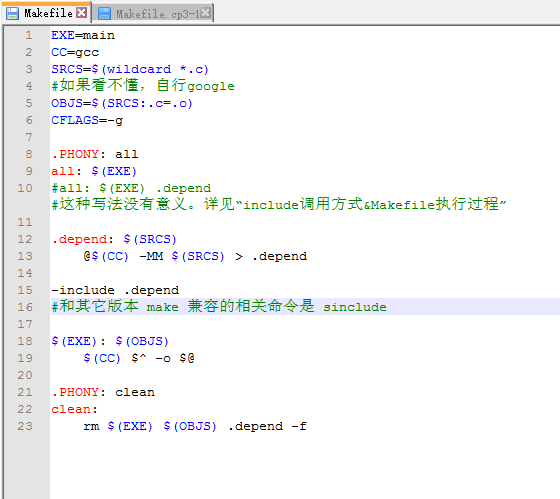 Makefile
Makefile.cp3-1
1 EXE=main
2 CC=gcc
3 SRCS=$(wildcard *.c)
4 #如果看不懂，自行google
5 OBJS=$(SRCS:.c=.o)
6 CFLAGS=-g
7
8 .PHONY: all
9 all: $(EXE)
10 #all: $(EXE) .depend
#这种写法没有意义。详见“include调用方式&Makefile执行过程”
11
12 .depend: $(SRCS)
13 @$(CC) -MM $(SRCS) > .depend
14
15 -include .depend
16 #和其它版本 make 兼容的相关命令是 sinclude
17
18 $(EXE): $(OBJS)
19 $(CC) $^ -o $@
20
21 .PHONY: clean
22 clean:
23 rm $(EXE) $(OBJS) .depend -f